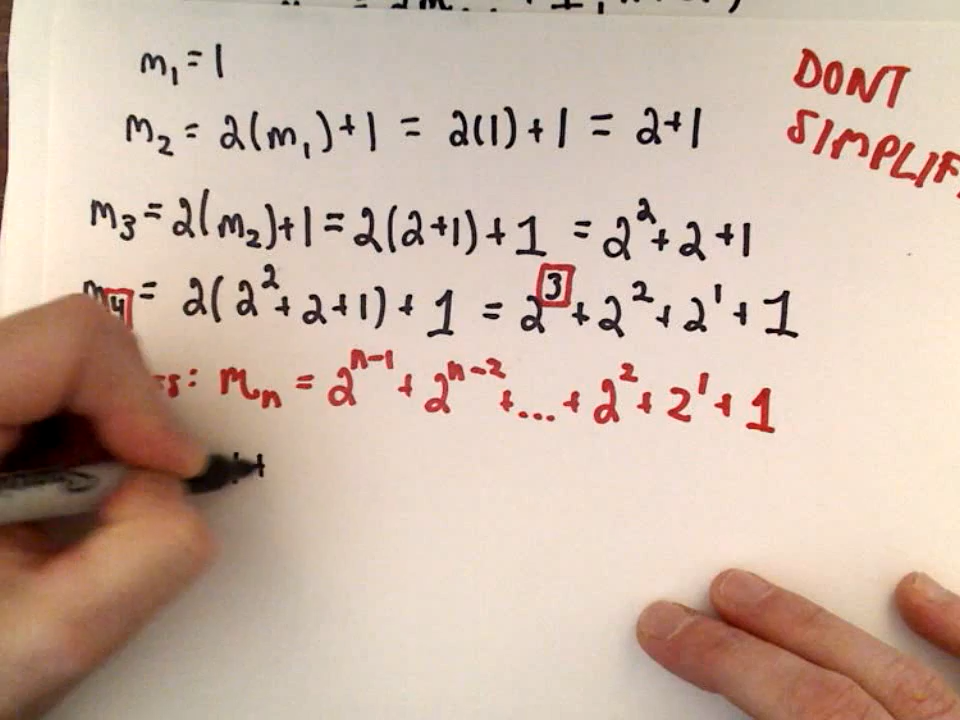 m₁ = 1
m₂ = 2(m₁) + 1 = 2(1) + 1 = 2 + 1
DONT
SIMPLIF
m₃ = 2(m₂) + 1 = 2(2+1) + 1 = 2² + 2 + 1
m₄ = 2(2² + 2 + 1) + 1 = 2³ + 2² + 2¹ + 1
: mₙ = 2ⁿ⁻¹ + 2ⁿ⁻² + ... + 2² + 2¹ + 1